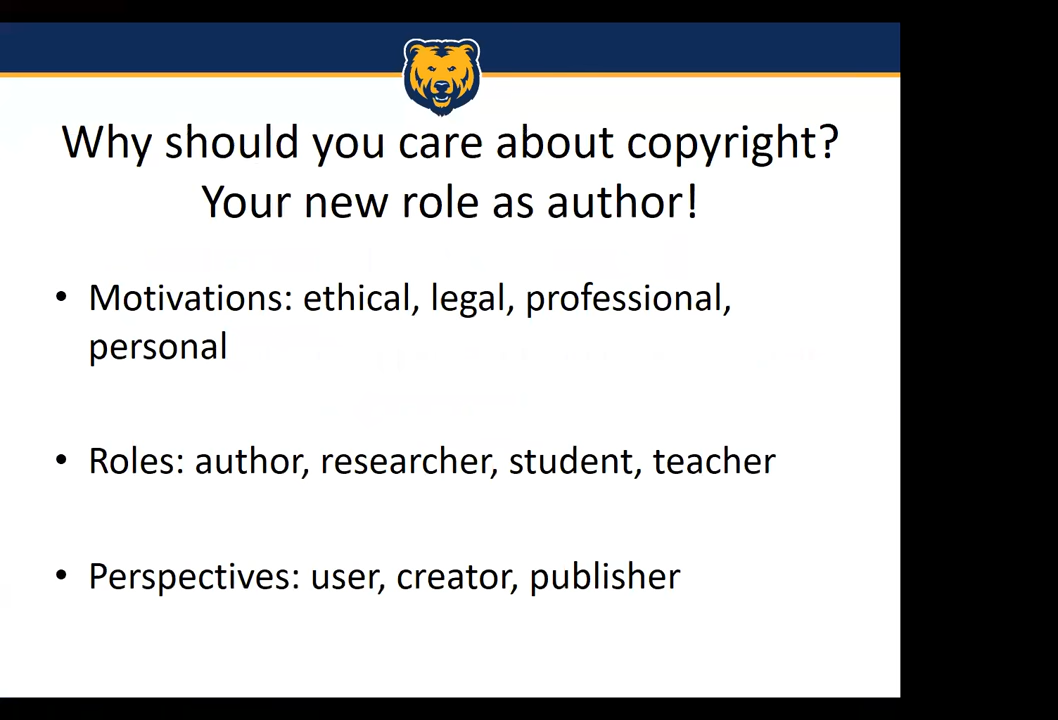 Why should you care about copyright?
Your new role as author!
• Motivations: ethical, legal, professional,
personal
• Roles: author, researcher, student, teacher
• Perspectives: user, creator, publisher